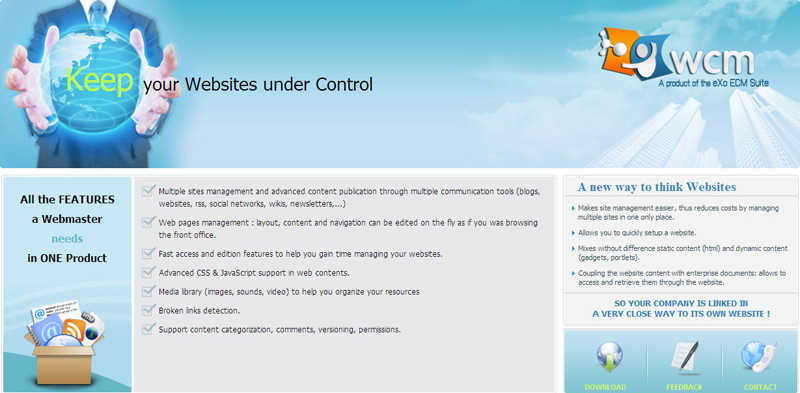 Keep your Websites under Control
wcm
A product of the eXo ECM Suite
All the FEATURES
a Webmaster
needs
in ONE Product
Multiple sites management and advanced content publication through multiple communication tools (blogs,
websites, rss, social networks, wikis, newsletters,...)
Web pages management : layout, content and navigation can be edited on the fly as if you was browsing
the front office.
Fast access and edition features to help you gain time managing your websites.
Advanced CSS & JavaScript support in web contents.
Media library (images, sounds, video) to help you organize your resources
Broken links detection.
Support content categorization, comments, versioning, permissions.
A new way to think Websites
Makes site management easier, thus reduces costs by managing
multiple sites in one only place.
Allows you to quickly setup a website.
Mixes without difference static content (html) and dynamic content
(gadgets, portlets).
Coupling the website content with enterprise documents: allows to
access and retrieve them through the website.
SO YOUR COMPANY IS LINKED IN
A VERY CLOSE WAY TO ITS OWN WEBSITE !
DOWNLOAD
FEEDBACK
CONTACT